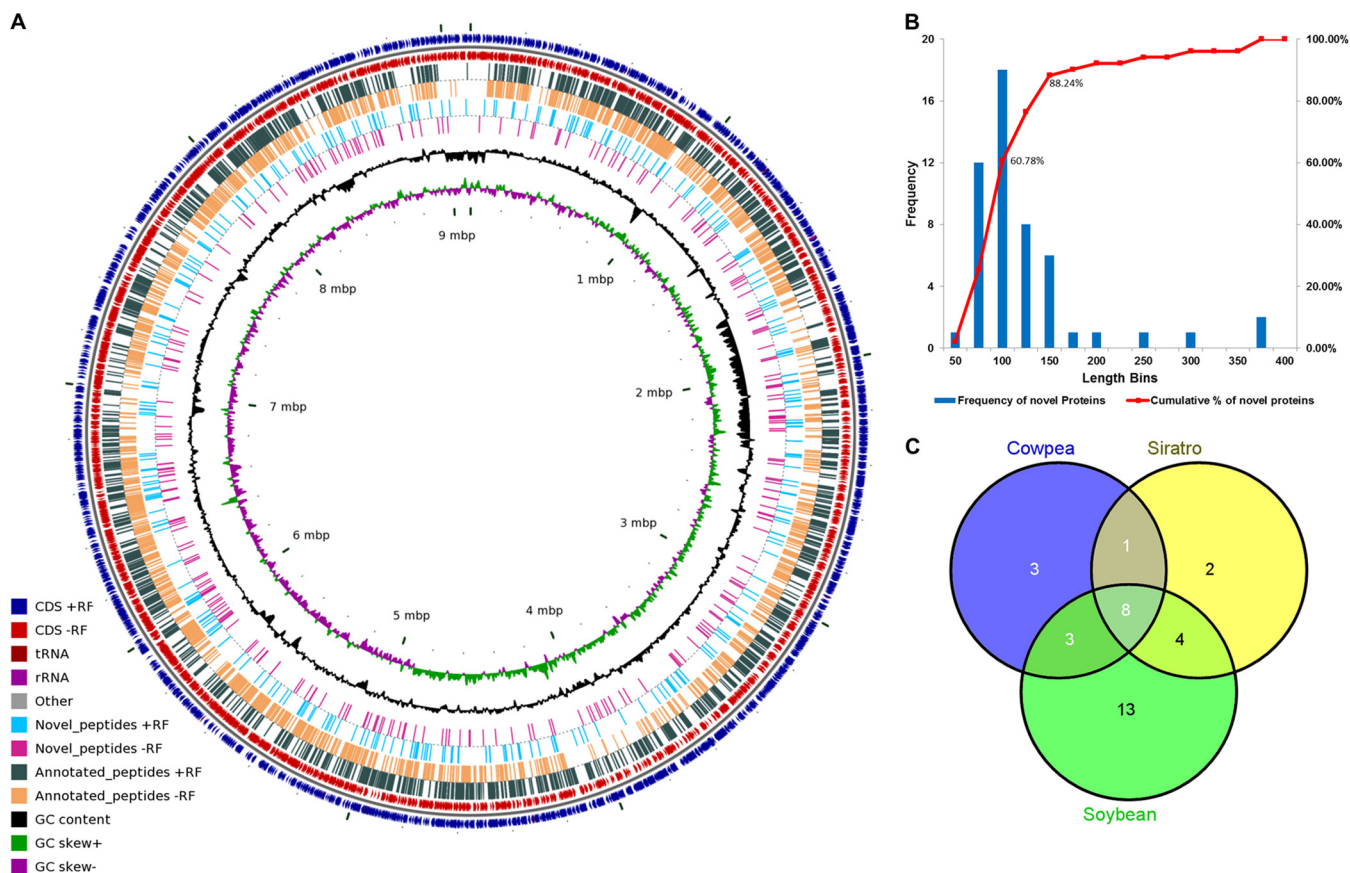 A
9 mbp
1 mbp
8 mbp
2 mbp
7 mbp
3 mbp
6 mbp
4 mbp
5 mbp
CDS +RF
CDS -RF
tRNA
rRNA
Other
Novel_peptides +RF
Novel_peptides -RF
Annotated_peptides +RF
Annotated_peptides -RF
GC content
GC skew+
GC skew-
B
20
16
12
8
4
0
Frequency
100.00%
80.00%
60.00%
40.00%
20.00%
0.00%
88.24%
60.78%
50 100 150 200 250 300 350 400
Length Bins
Frequency of novel Proteins
Cumulative % of novel proteins
C
Cowpea
Siratro
3
1
2
8
3
4
13
Soybean